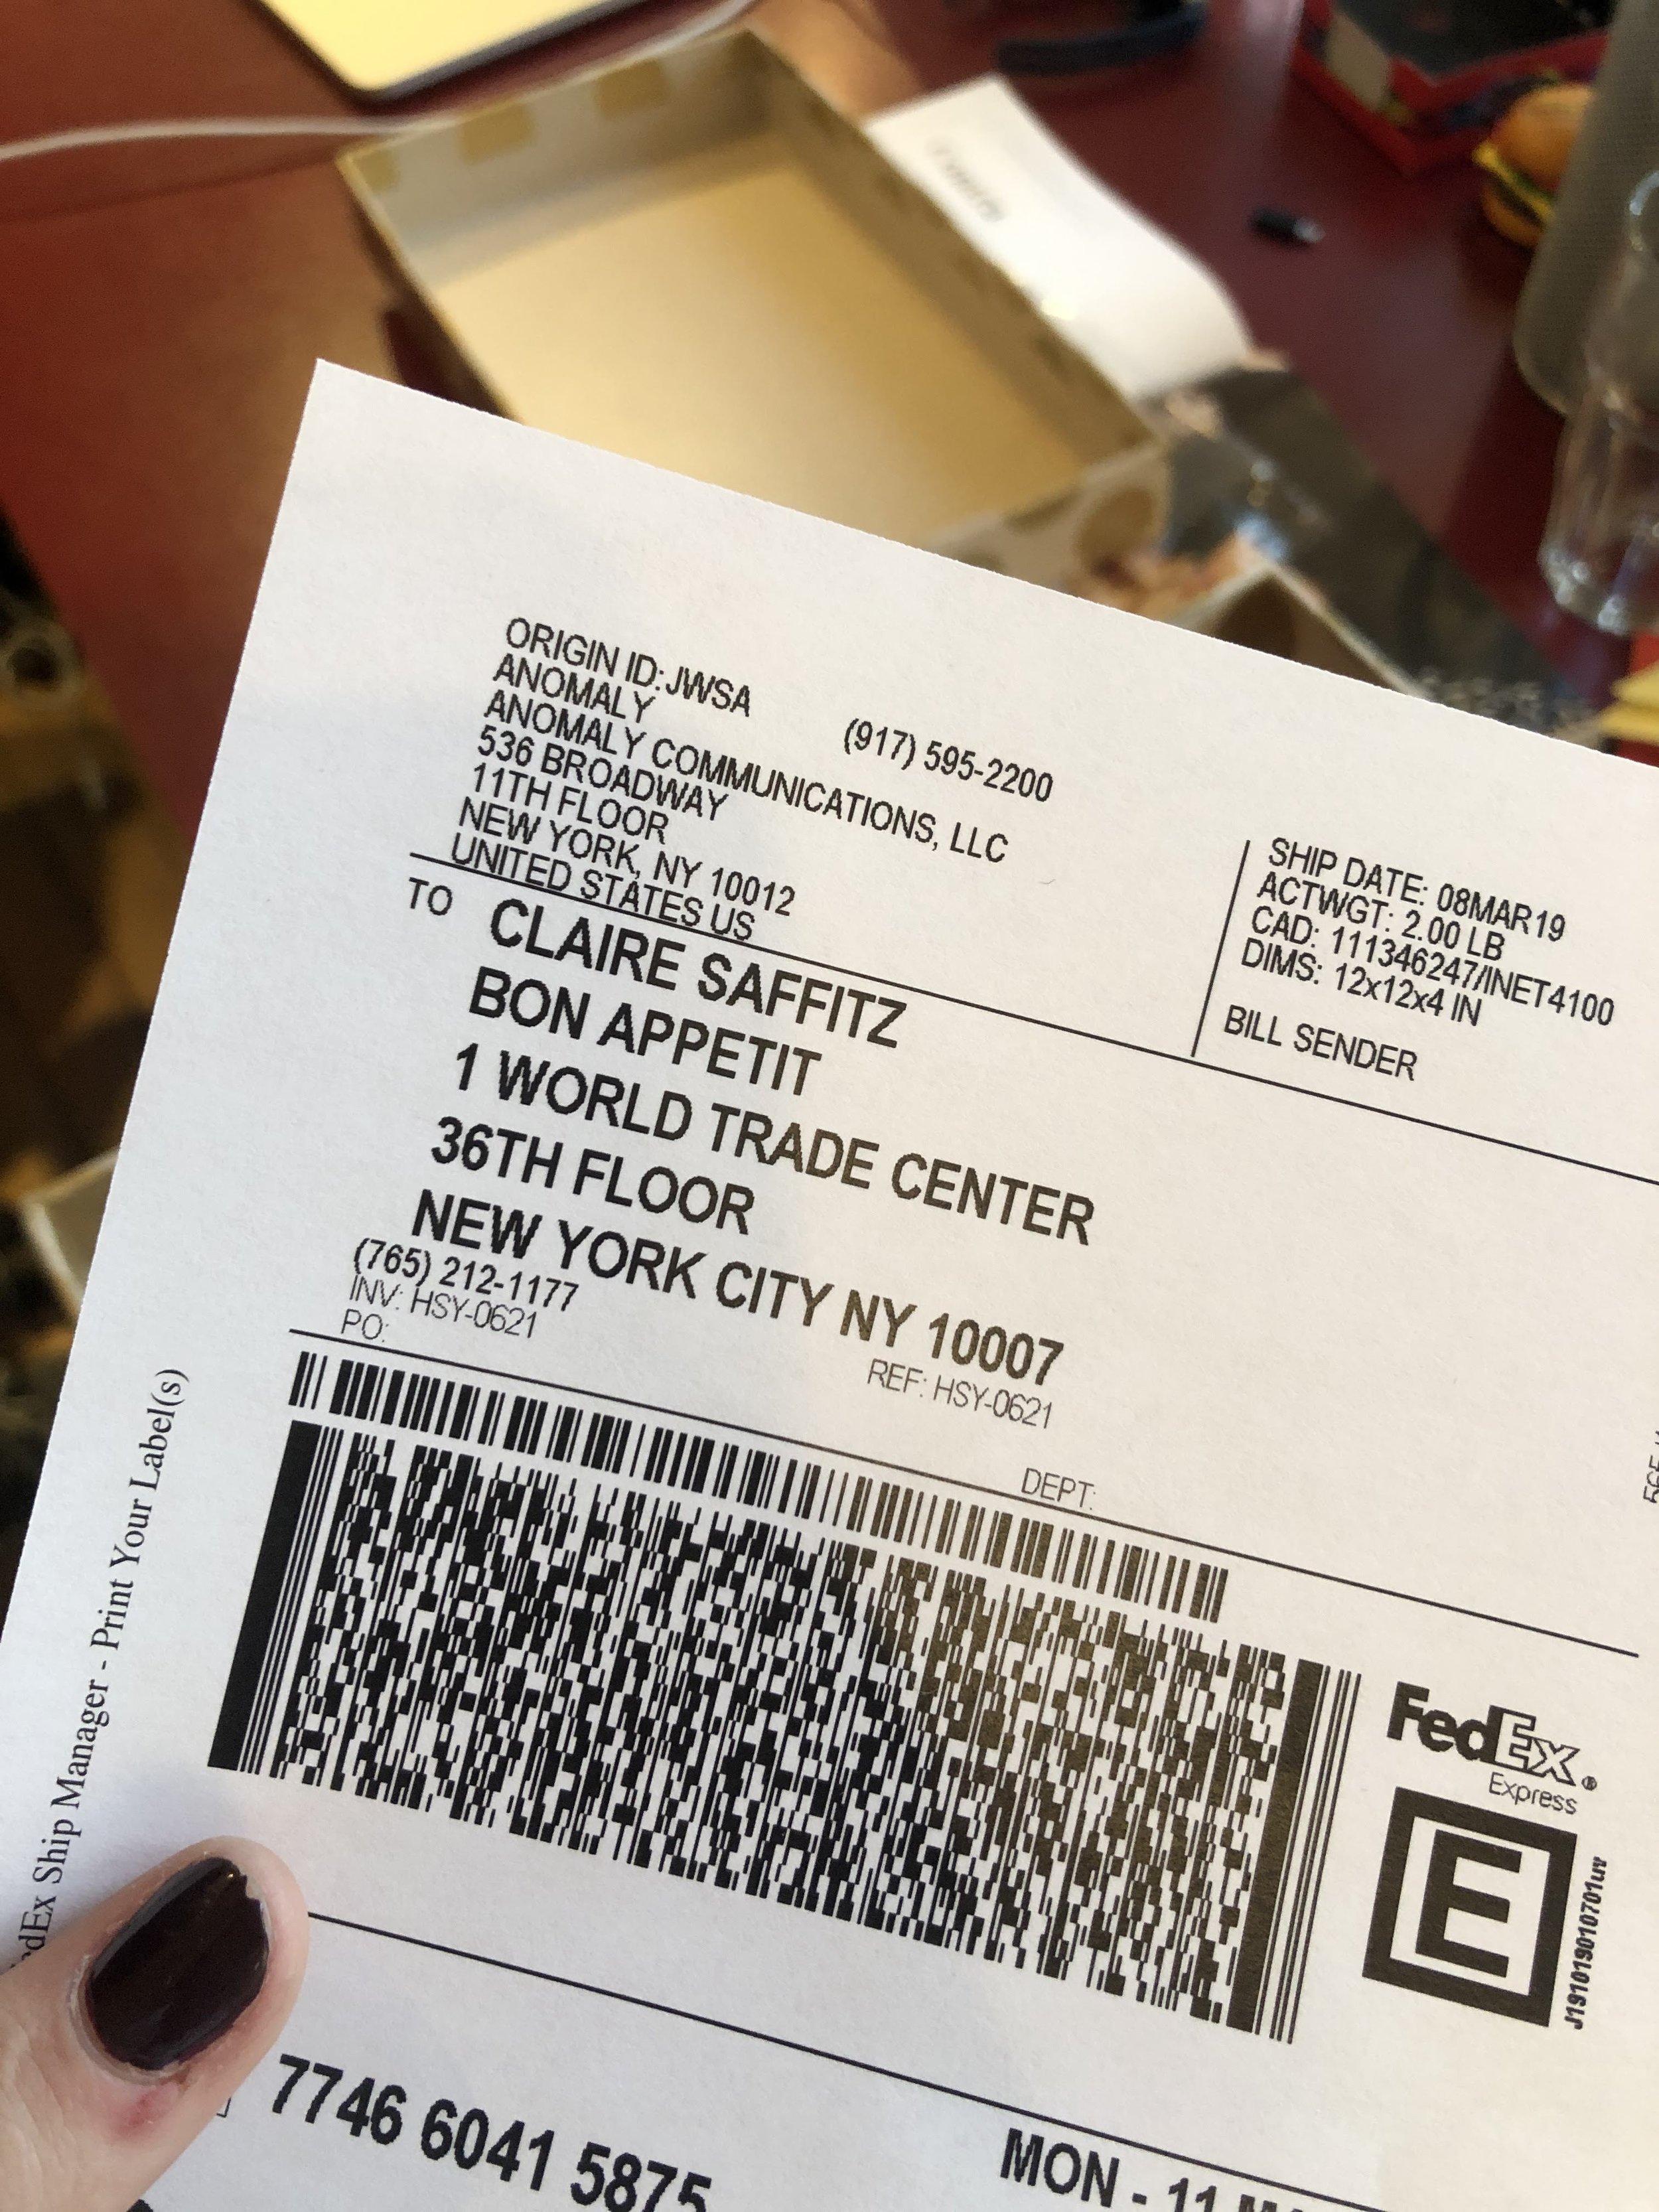 ORIGIN ID: JWSA (917) 595-2200
ANOMALY
ANOMALY COMMUNICATIONS, LLC
536 BROADWAY
11TH FLOOR
NEW YORK, NY 10012
UNITED STATES US
SHIP DATE: 08MAR19
ACTWGT: 2.00 LB
CAD: 111346247/INET4100
DIMS: 12x12x4 IN
BILL SENDER
TO CLAIRE SAFFITZ
BON APPETIT
1 WORLD TRADE CENTER
36TH FLOOR
NEW YORK CITY NY 10007
(765) 212-1177
INV: HSY-0621
REF: HSY-0621
PO:
DEPT:
FedEx®
Express
E
J191019010701uv
Ship Manager - Print Your Label(s)
7746 6041 5875
MON - 11